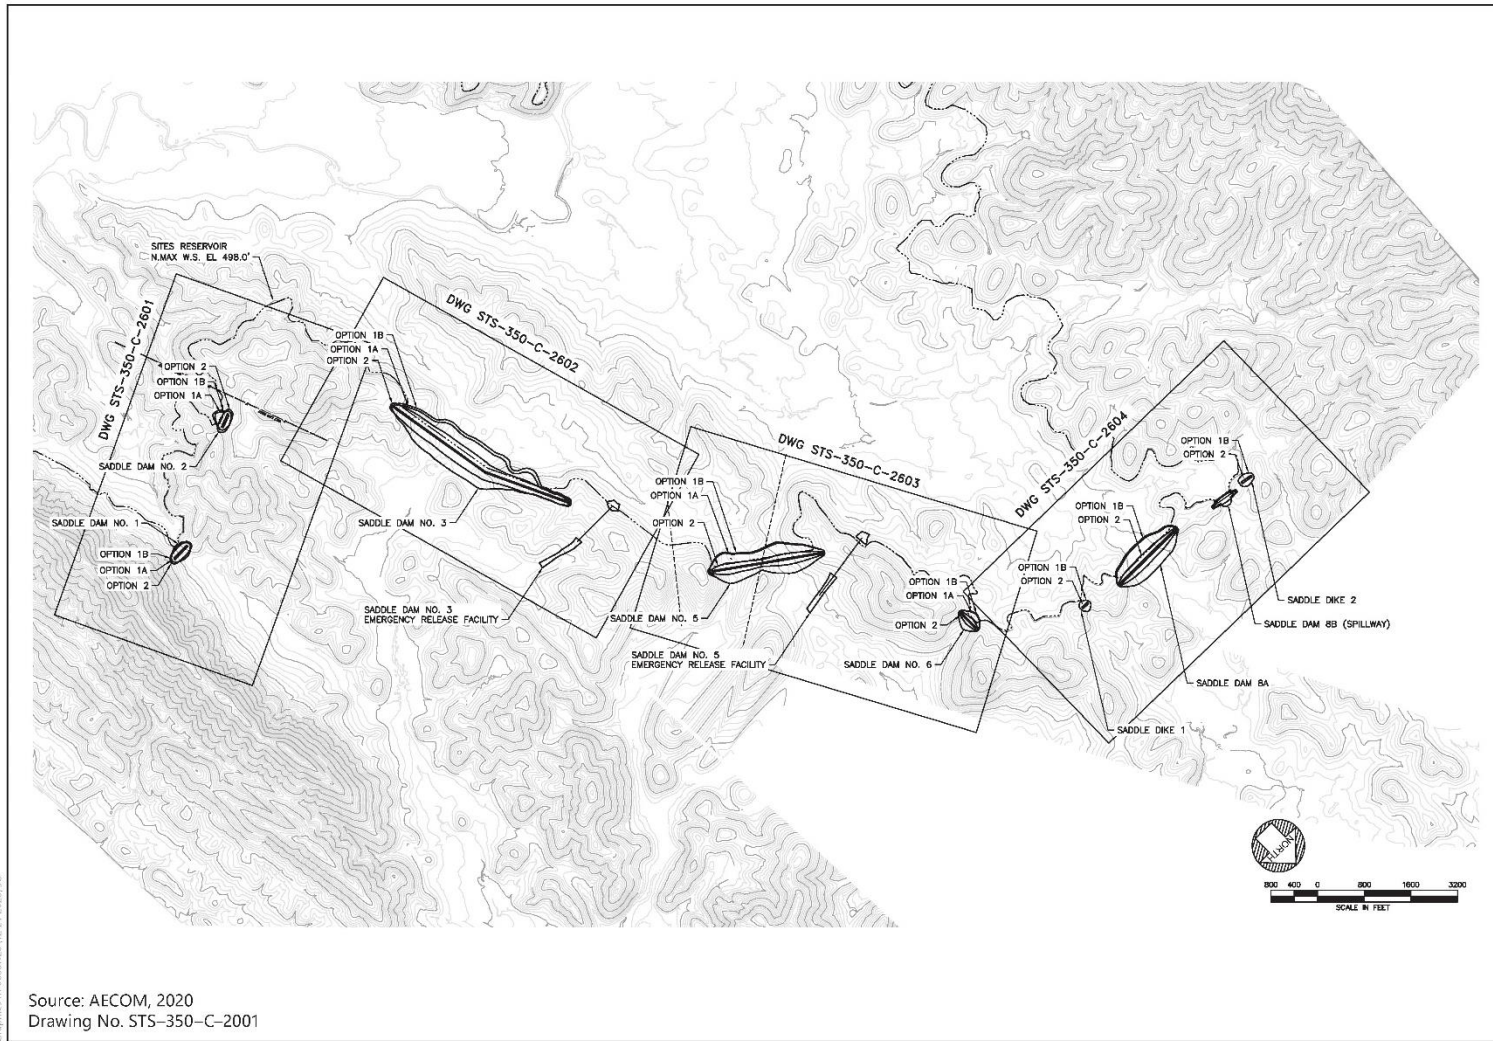 SITES RESERVOIR
N.MAX W.S. EL 498.0'
DWG STS-350-C-2601
OPTION 2
OPTION 1B
OPTION 1A
SADDLE DAM NO. 2
SADDLE DAM NO. 1
OPTION 1B
OPTION 1A
OPTION 2
DWG STS-350-C-2602
OPTION 1B
OPTION 1A
OPTION 2
SADDLE DAM NO. 3
SADDLE DAM NO. 3
EMERGENCY RELEASE FACILITY
DWG STS-350-C-2603
OPTION 1B
OPTION 1A
OPTION 2
SADDLE DAM NO. 5
SADDLE DAM NO. 5
EMERGENCY RELEASE FACILITY
OPTION 1B
OPTION 1A
OPTION 2
SADDLE DAM NO. 6
DWG STS-350-C-2604
OPTION 1B
OPTION 2
OPTION 1B
OPTION 2
OPTION 1B
OPTION 2
SADDLE DIKE 2
SADDLE DAM 8B (SPILLWAY)
SADDLE DAM 8A
SADDLE DIKE 1
NORTH
800 400 0 800 1600 3200
SCALE IN FEET
Source: AECOM, 2020
Drawing No. STS–350–C–2001